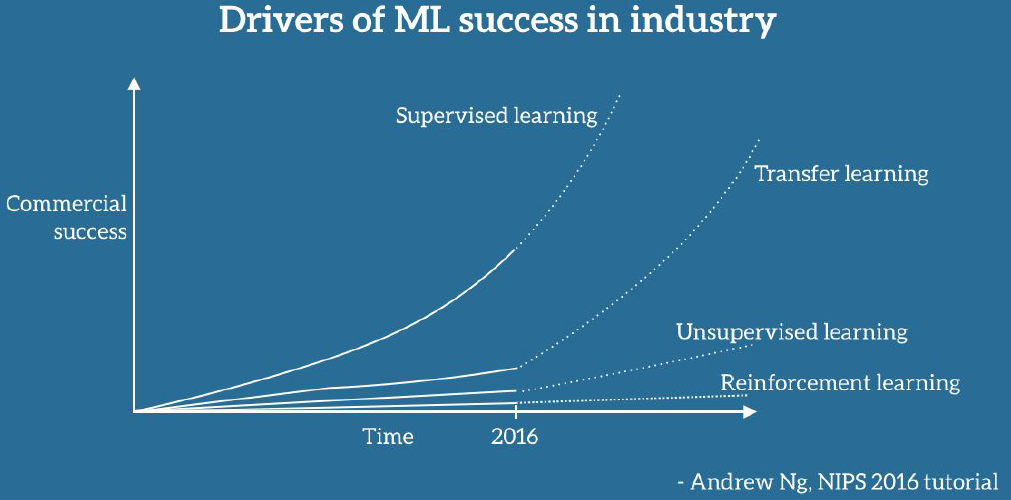 Drivers of ML success in industry
Supervised learning
Transfer learning
Commercial
success
Unsupervised learning
Reinforcement learning
Time
2016
- Andrew Ng, NIPS 2016 tutorial